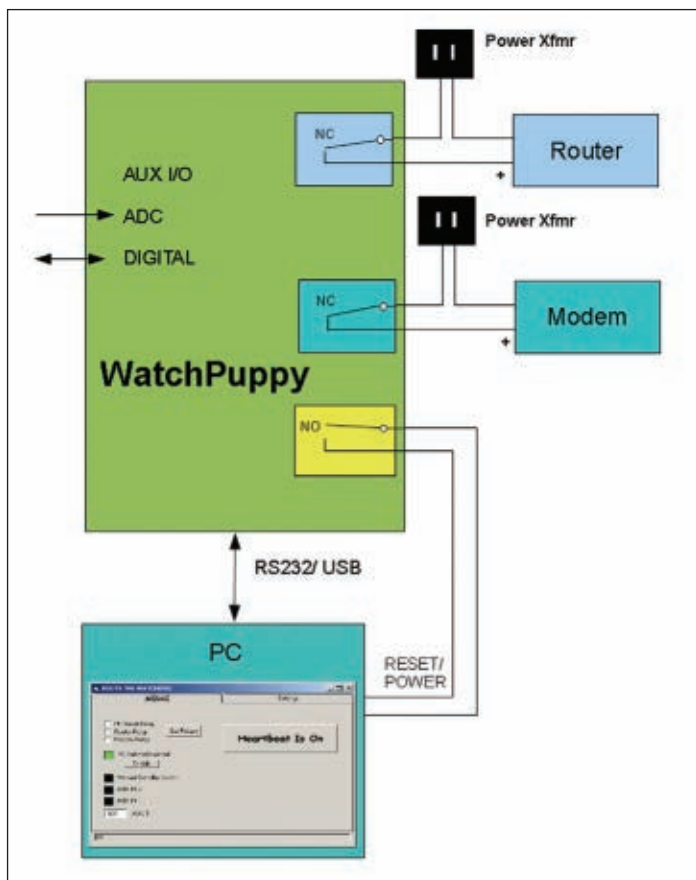 Power Xfmr
NC
Router
+
AUX I/O
ADC
DIGITAL
Power Xfmr
NC
Modem
+
WatchPuppy
NO
RS232/ USB
PC
RESET/
POWER
Settings
Heartbeat Is On